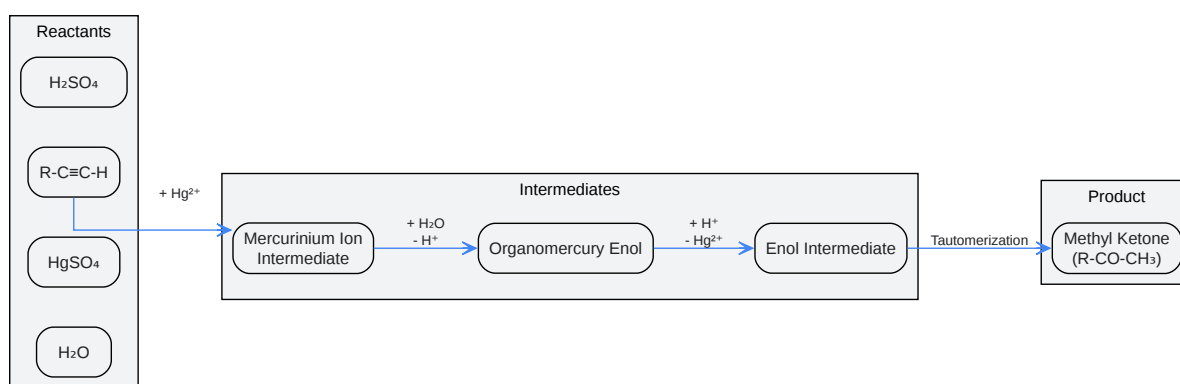 Reactants
H₂SO₄
R-C≡C-H
HgSO₄
H₂O
+ Hg²⁺
Intermediates
Mercurinium Ion
Intermediate
+ H₂O
- H⁺
Organomercury Enol
+ H⁺
- Hg²⁺
Enol Intermediate
Tautomerization
Product
Methyl Ketone
(R-CO-CH₃)